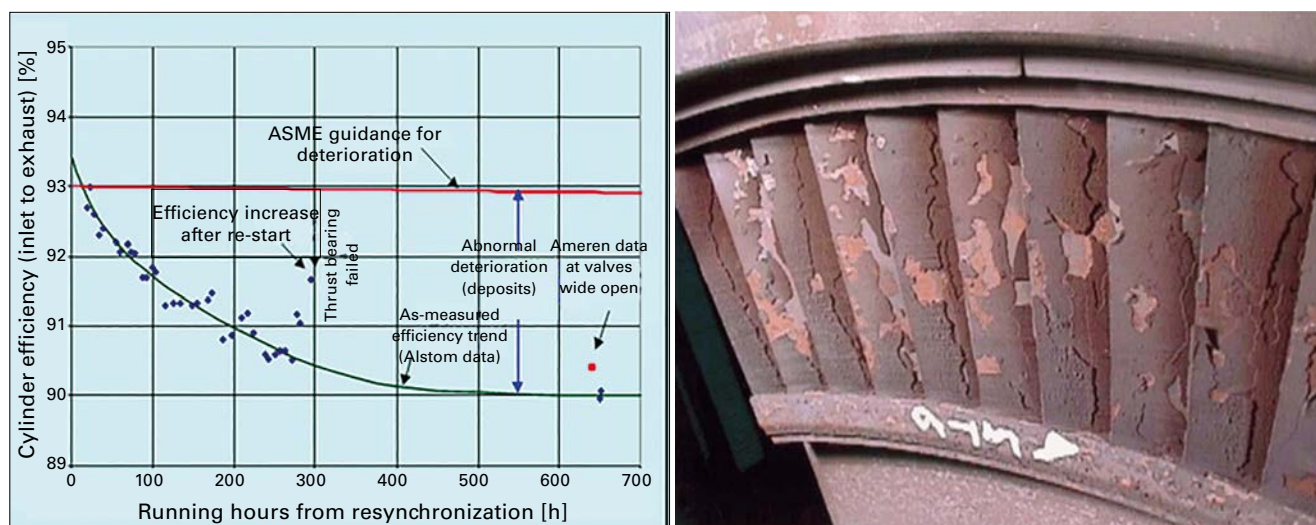 Cylinder efficiency (inlet to exhaust) [%]
95
94
93
92
91
90
89
ASME guidance for
deterioration
Efficiency increase
after re-start
Thrust bearing
failed
Abnormal
deterioration
(deposits)
Ameren data
at valves
wide open
As-measured
efficiency trend
(Alstom data)
0
100
200
300
400
500
600
700
Running hours from resynchronization [h]